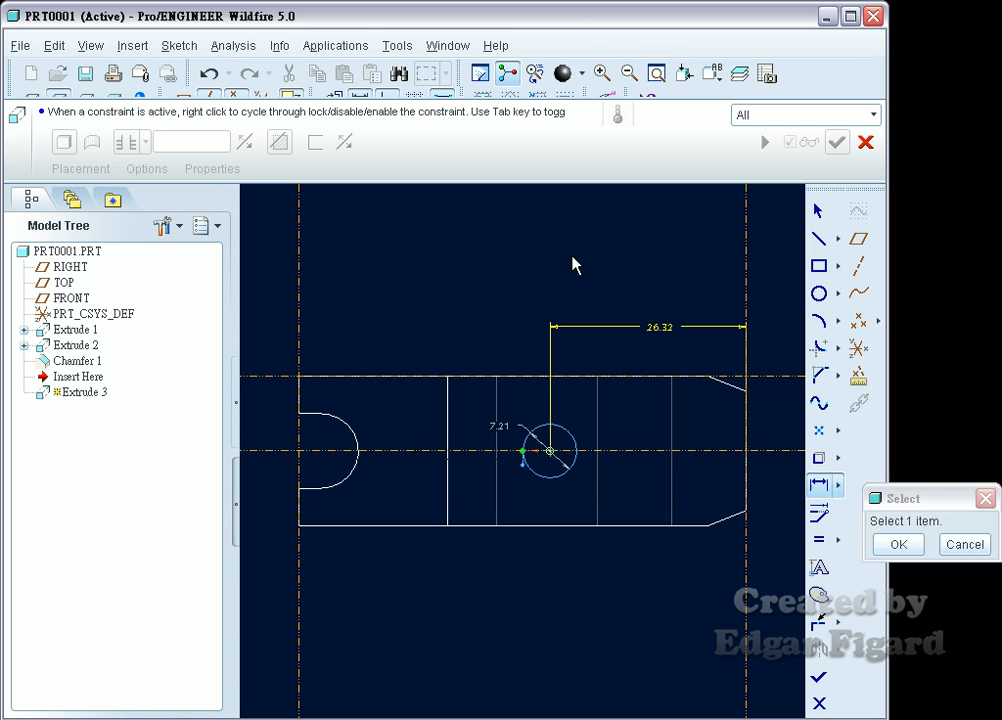 PRT0001 (Active) - Pro/ENGINEER Wildfire 5.0
File Edit View Insert Sketch Analysis Info Applications Tools Window Help
When a constraint is active, right click to cycle through lock/disable/enable the constraint. Use Tab key to togg
All
Placement Options Properties
Model Tree
PRT0001.PRT
RIGHT
TOP
FRONT
PRT_CSYS_DEF
Extrude 1
Extrude 2
Chamfer 1
Insert Here
Extrude 3
26.32
7.21
Select
Select 1 item.
OK Cancel
Created by
Edgar Figard